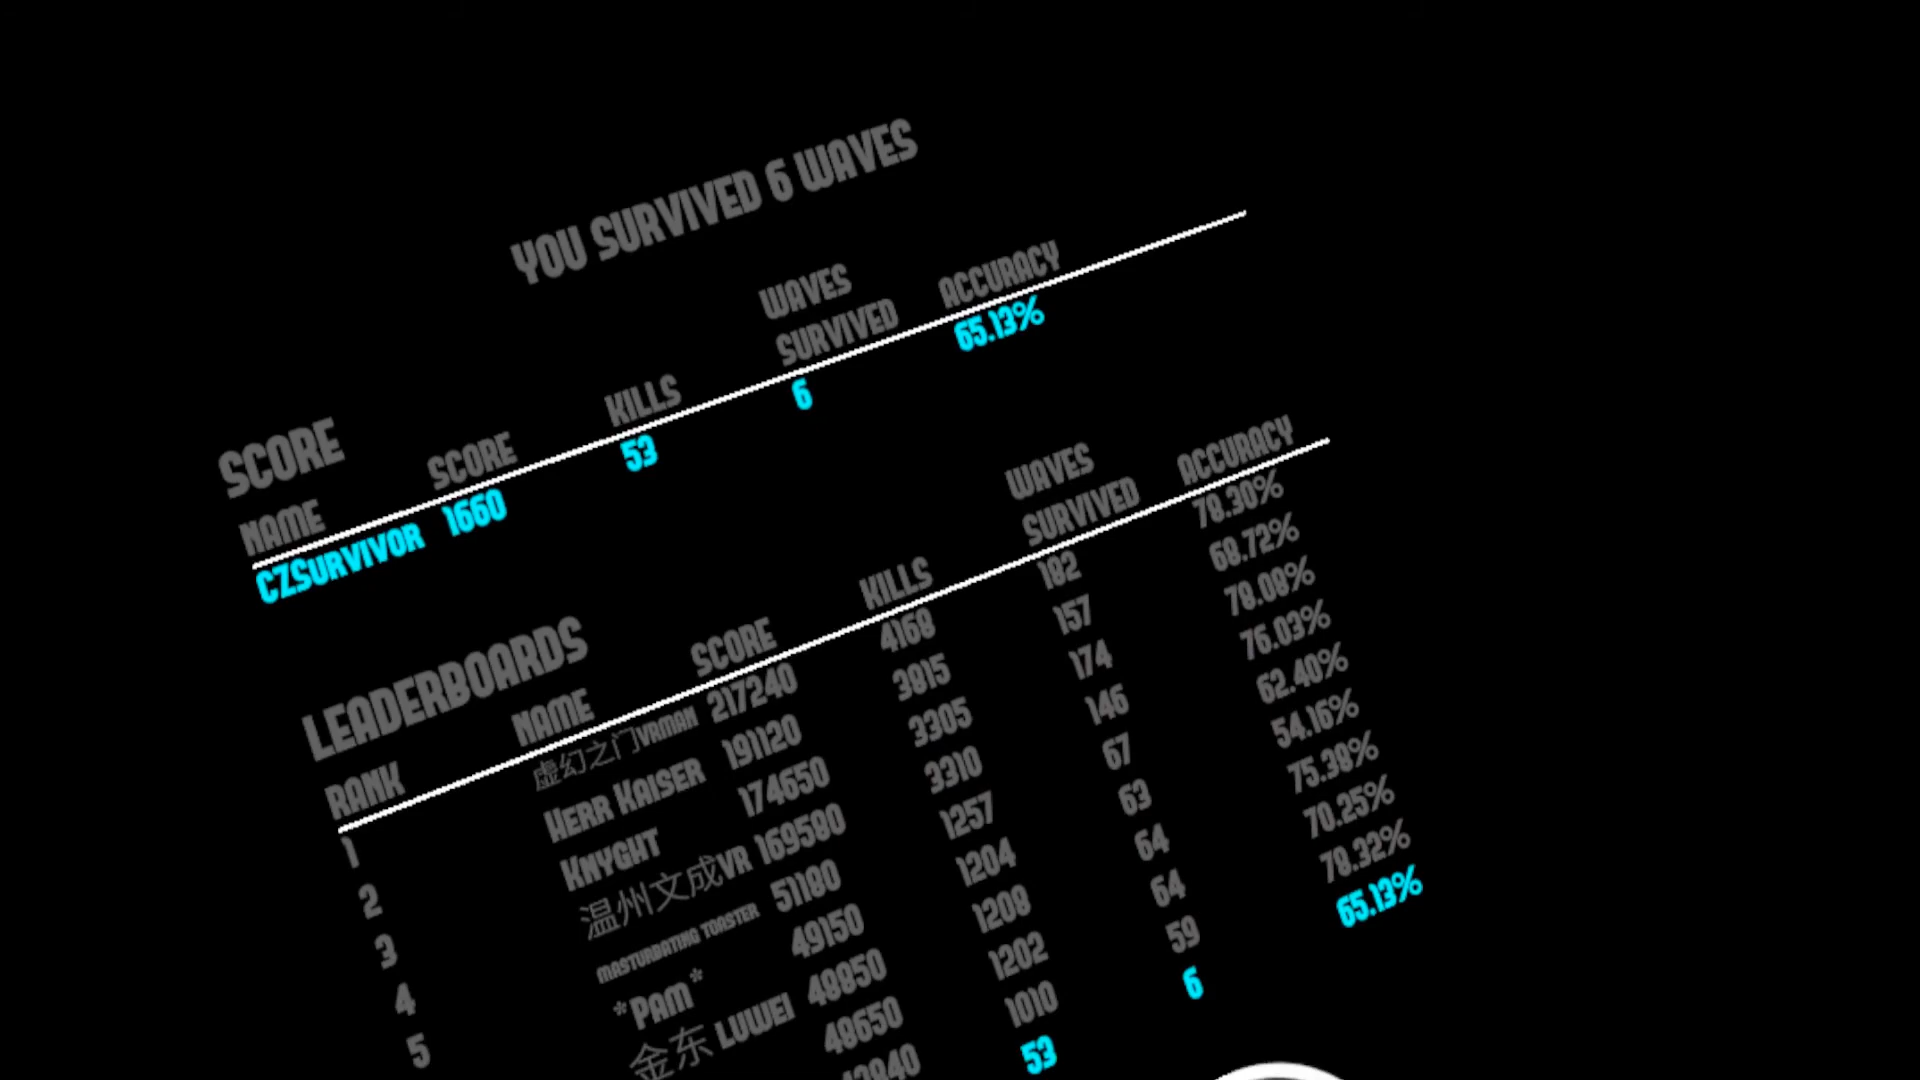 YOU SURVIVED 6 WAVES
SCORE
NAME SCORE KILLS WAVES SURVIVED ACCURACY
CZSURVIVOR 1660 53 6 65.13%
LEADERBOARDS
RANK NAME SCORE KILLS WAVES SURVIVED ACCURACY
1 虚幻之门VRMAN 217240 4168 182 78.30%
2 HERR KAISER 191120 3815 157 68.72%
3 KNYGHT 174650 3305 174 78.08%
4 温州文成VR 169580 3310 146 76.03%
5 MASTURBATING TOASTER 51180 1257 67 62.40%
*PAM* 49150 1204 63 54.16%
金东 LUWEI 48850 1208 64 75.38%
48650 1202 64 70.25%
1010 59 78.32%
53 6 65.13%